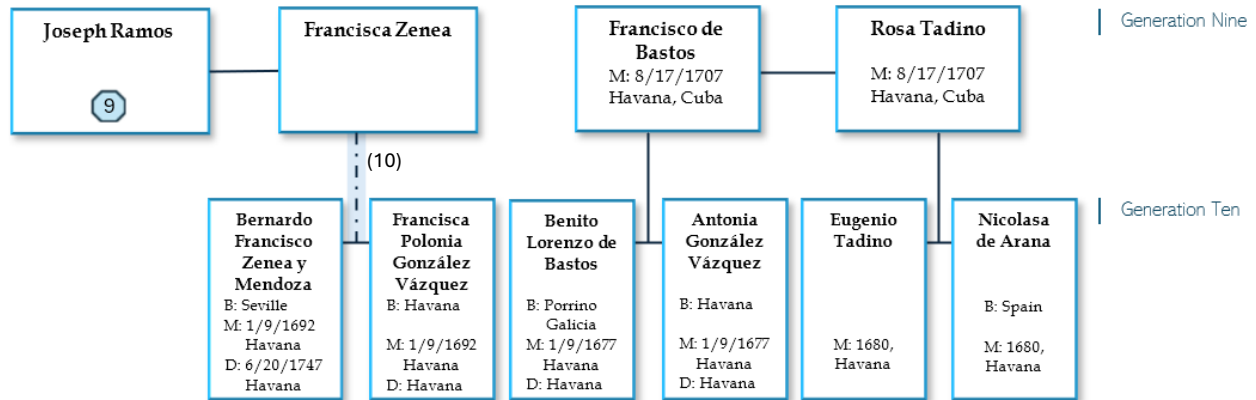 Joseph Ramos
9
Francisca Zenea
Francisco de
Bastos
M: 8/17/1707
Havana, Cuba
Rosa Tadino
M: 8/17/1707
Havana, Cuba
Generation Nine
(10)
Bernardo
Francisco
Zenea y
Mendoza
B: Seville
M: 1/9/1692
Havana
D: 6/20/1747
Havana
Francisca
Polonia
González
Vázquez
B: Havana
M: 1/9/1692
Havana
D: Havana
Benito
Lorenzo de
Bastos
B: Porrino
Galicia
M: 1/9/1677
Havana
D: Havana
Antonia
González
Vázquez
B: Havana
M: 1/9/1677
Havana
D: Havana
Eugenio
Tadino
M: 1680,
Havana
Nicolasa
de Arana
B: Spain
M: 1680,
Havana
Generation Ten